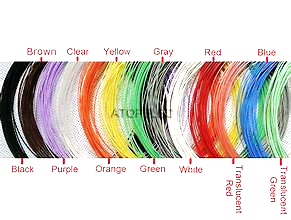 Brown Clear Yellow Gray Red Blue
Black Purple Orange Green White Translucent Red Translucent Green